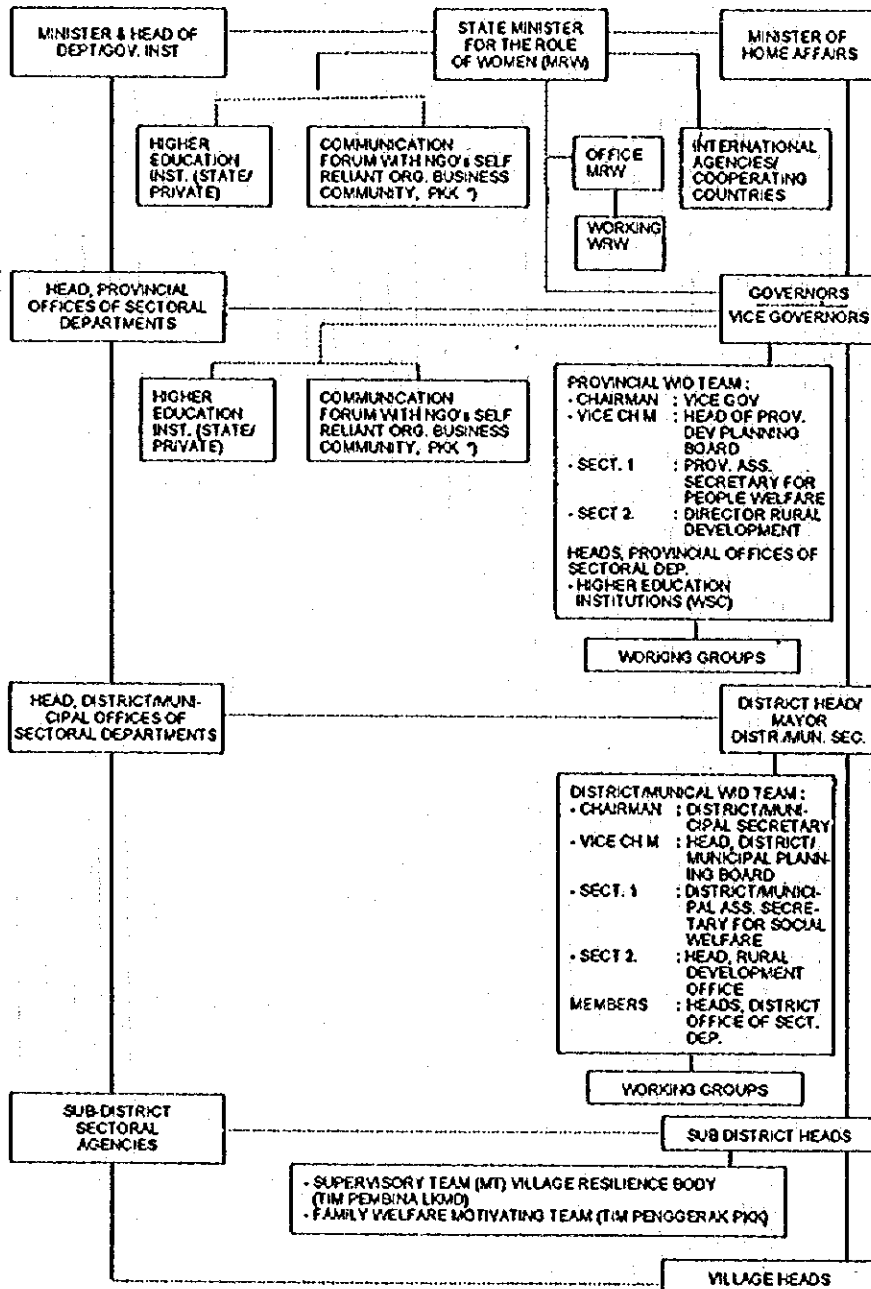 MINISTER & HEAD OF
DEPT/GOV. INST
STATE MINISTER
FOR THE ROLE
OF WOMEN (MRW)
MINISTER OF
HOME AFFAIRS
HIGHER
EDUCATION
INST. (STATE/
PRIVATE)
COMMUNICATION
FORUM WITH NGO's SELF
RELIANT ORG. BUSINESS
COMMUNITY, PKK *)
OFFICE
MRW
INTERNATIONAL
AGENCIES/
COOPERATING
COUNTRIES
WORKING
WRW
HEAD, PROVINCIAL
OFFICES OF SECTORAL
DEPARTMENTS
GOVERNORS
VICE GOVERNORS
HIGHER
EDUCATION
INST. (STATE/
PRIVATE)
COMMUNICATION
FORUM WITH NGO's SELF
RELIANT ORG. BUSINESS
COMMUNITY, PKK *)
PROVINCIAL WID TEAM :
- CHAIRMAN : VICE GOV
- VICE CH M : HEAD OF PROV.
DEV PLANNING
BOARD
- SECT. 1 : PROV. ASS.
SECRETARY FOR
PEOPLE WELFARE
- SECT 2. : DIRECTOR RURAL
DEVELOPMENT
HEADS, PROVINCIAL OFFICES OF
SECTORAL DEP.
- HIGHER EDUCATION
INSTITUTIONS (WSC)
WORKING GROUPS
HEAD, DISTRICT/MUNI-
CIPAL OFFICES OF
SECTORAL DEPARTMENTS
DISTRICT HEAD/
MAYOR
DISTR./MUN. SEC.
DISTRICT/MUNICAL WID TEAM :
- CHAIRMAN : DISTRICT/MUNI-
CIPAL SECRETARY
- VICE CH M : HEAD, DISTRICT/
MUNICIPAL PLANN-
ING BOARD
- SECT. 1 : DISTRICT/MUNICI-
PAL ASS. SECRE-
TARY FOR SOCIAL
WELFARE
- SECT 2. : HEAD, RURAL
DEVELOPMENT
OFFICE
MEMBERS : HEADS, DISTRICT
OFFICE OF SECT.
DEP.
WORKING GROUPS
SUB-DISTRICT
SECTORAL
AGENCIES
SUB DISTRICT HEADS
- SUPERVISORY TEAM (MT) VILLAGE RESILIENCE BODY
(TIM PEMBINA LKMD)
- FAMILY WELFARE MOTIVATING TEAM (TIM PENGGERAK PKK)
VILLAGE HEADS